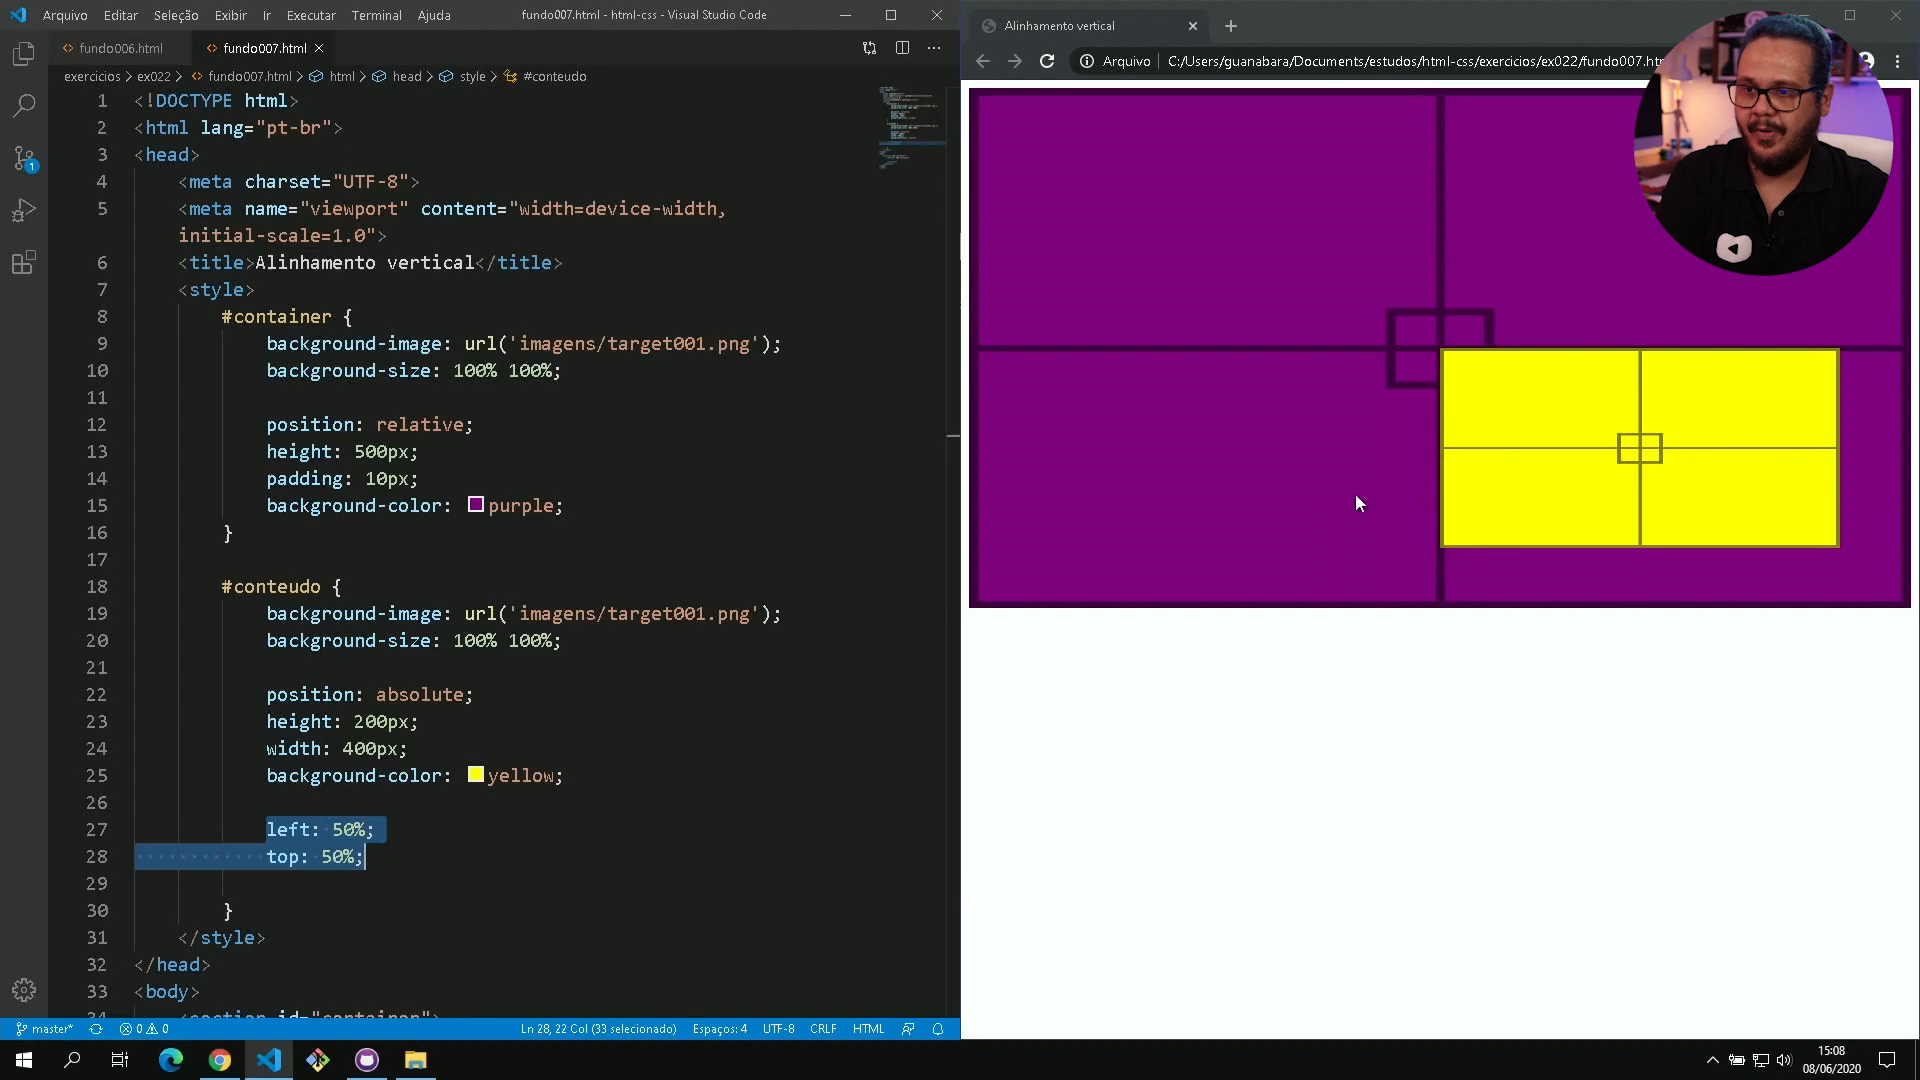 Arquivo Editar Seleção Exibir Ir Executar Terminal Ajuda fundo007.html - html-css - Visual Studio Code
fundo006.html fundo007.html
exercicios > ex022 > fundo007.html > html > head > style > #conteudo
1 <!DOCTYPE html>
2 <html lang="pt-br">
3 <head>
4 <meta charset="UTF-8">
5 <meta name="viewport" content="width=device-width,
initial-scale=1.0">
6 <title>Alinhamento vertical</title>
7 <style>
8 #container {
9 background-image: url('imagens/target001.png');
10 background-size: 100% 100%;
11
12 position: relative;
13 height: 500px;
14 padding: 10px;
15 background-color: purple;
16 }
17
18 #conteudo {
19 background-image: url('imagens/target001.png');
20 background-size: 100% 100%;
21
22 position: absolute;
23 height: 200px;
24 width: 400px;
25 background-color: yellow;
26
27 left: 50%;
28 top: 50%;
29
30 }
31 </style>
32 </head>
33 <body>
34 <section id="container">
1
master* 0 0 Ln 28, 22 Col (33 selecionado) Espaços: 4 UTF-8 CRLF HTML
Alinhamento vertical
Arquivo C:/Users/guanabara/Documents/estudos/html-css/exercicios/ex022/fundo007.htm
15:08
08/06/2020